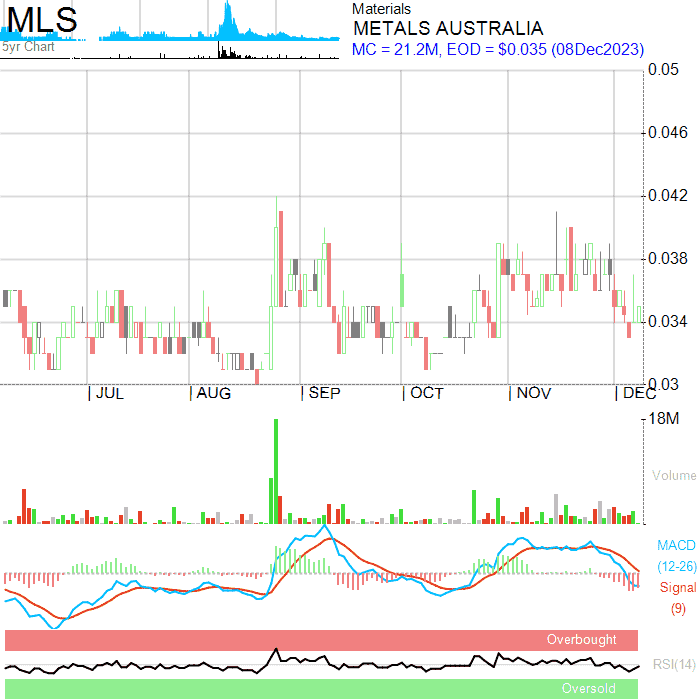 MLS
5yr Chart
Materials
METALS AUSTRALIA
MC = 21.2M, EOD = $0.035 (08Dec2023)
0.05
0.046
0.042
0.038
0.034
0.03
JUL AUG SEP OCT NOV DEC
18M
Volume
MACD
(12-26)
Signal
(9)
Overbought
RSI(14)
Oversold